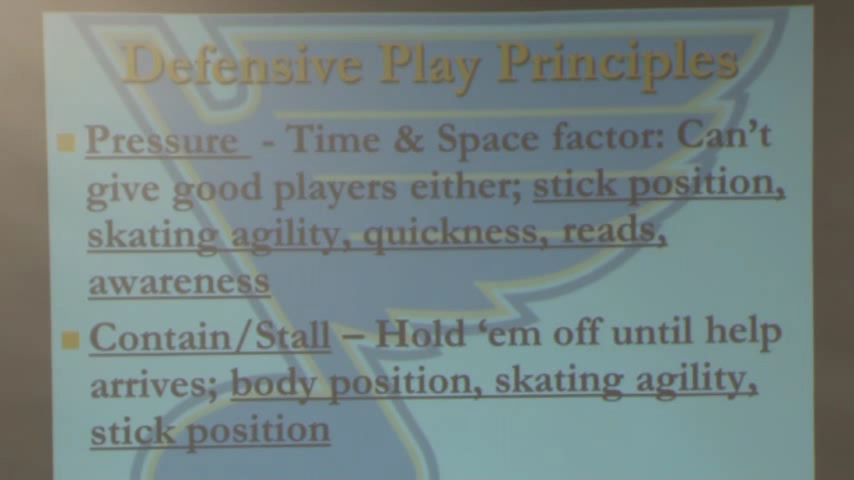 Defensive Play Principles
Pressure - Time & Space factor: Can't
give good players either; stick position,
skating agility, quickness, reads,
awareness
Contain/Stall – Hold 'em off until help
arrives; body position, skating agility,
stick position